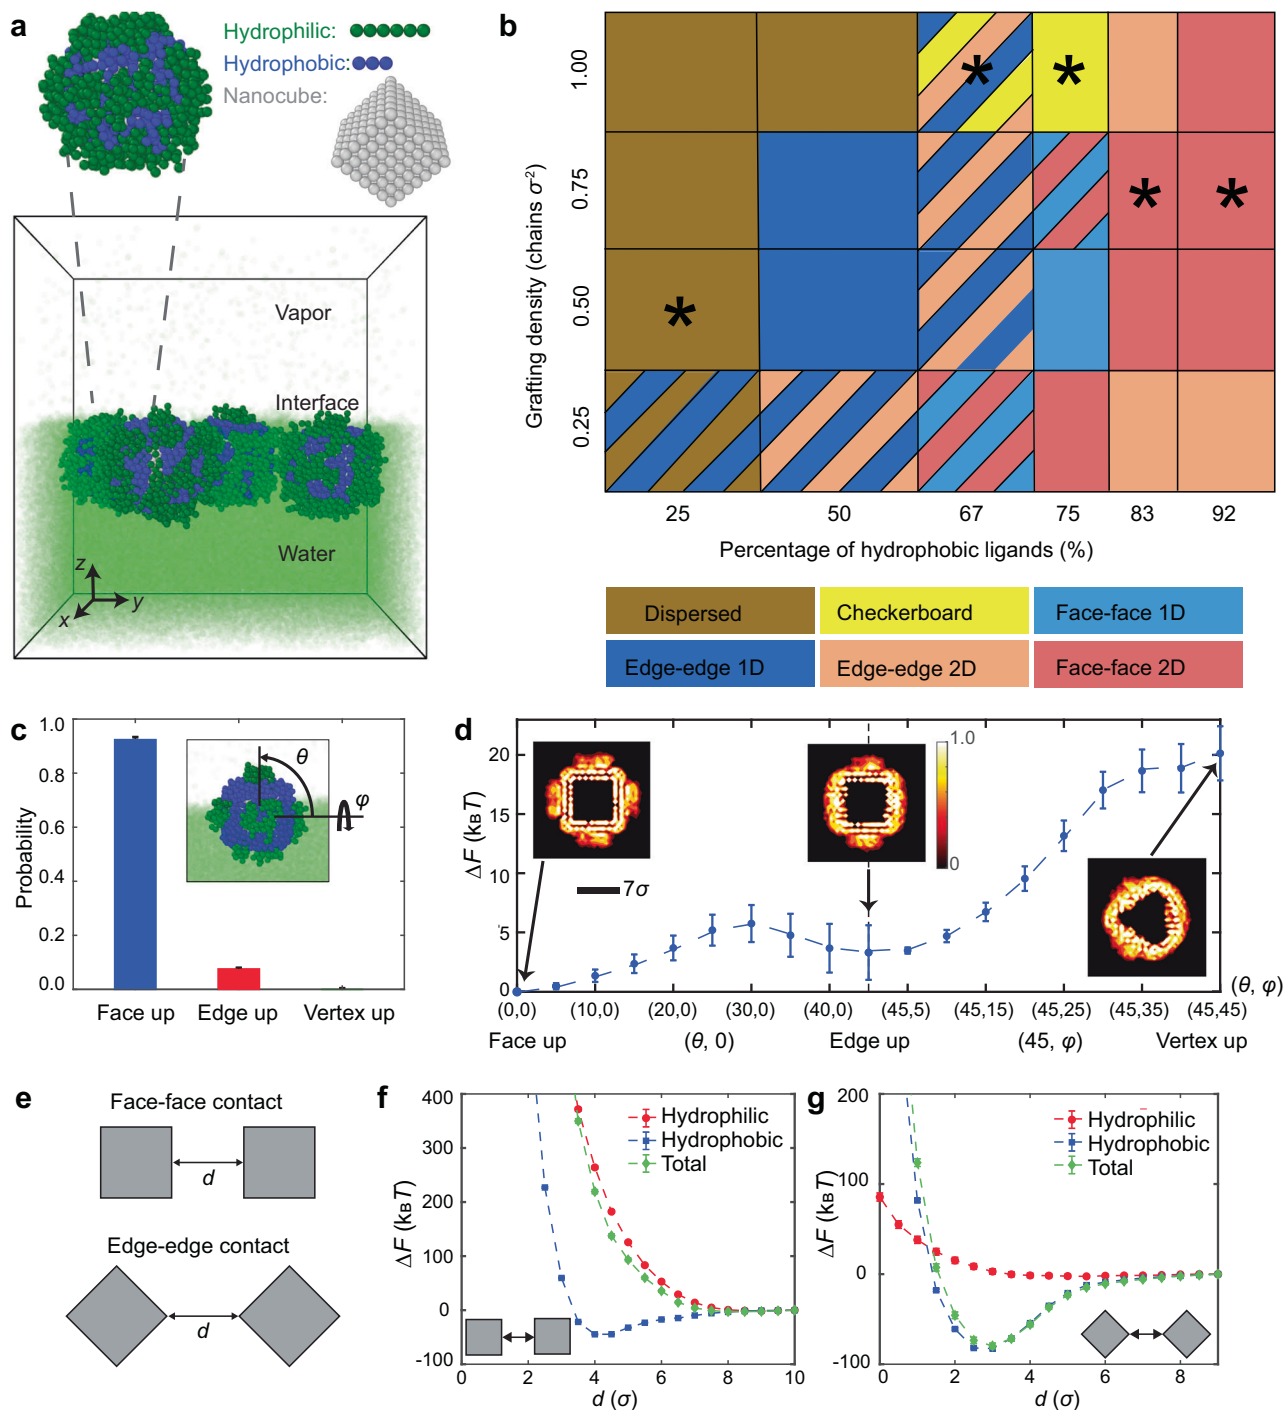 a
Hydrophilic:
Hydrophobic:
Nanocube:
Vapor
Interface
Water
z
y
x
b
Grafting density (chains σ⁻²)
1.00
0.75
0.50
0.25
* * * * *
25 50 67 75 83 92
Percentage of hydrophobic ligands (%)
Dispersed Checkerboard Face-face 1D
Edge-edge 1D Edge-edge 2D Face-face 2D
c
Probability
1.0
0.8
0.6
0.4
0.2
0.0
θ
φ
Face up Edge up Vertex up
d
ΔF (kBT)
20
15
10
5
0
1.0
0
7σ
(0,0) (10,0) (20,0) (30,0) (40,0) (45,5) (45,15) (45,25) (45,35) (45,45)
(θ, φ)
Face up (θ, 0) Edge up (45, φ) Vertex up
e
Face-face contact
d
Edge-edge contact
d
f
ΔF (kBT)
400
300
200
100
0
-100
Hydrophilic
Hydrophobic
Total
0 2 4 6 8 10
d (σ)
g
ΔF (kBT)
200
100
0
-100
Hydrophilic
Hydrophobic
Total
0 2 4 6 8
d (σ)